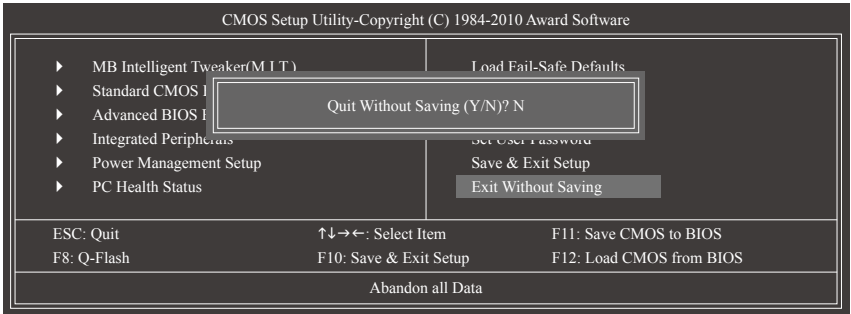 CMOS Setup Utility-Copyright (C) 1984-2010 Award Software
MB Intelligent Tweaker(M.I.T.)
Standard CMOS
Advanced BIOS
Integrated Peripherals
Power Management Setup
PC Health Status
Load Fail-Safe Defaults
Set User Password
Save & Exit Setup
Exit Without Saving
Quit Without Saving (Y/N)? N
ESC: Quit
↑↓→←: Select Item
F11: Save CMOS to BIOS
F8: Q-Flash
F10: Save & Exit Setup
F12: Load CMOS from BIOS
Abandon all Data